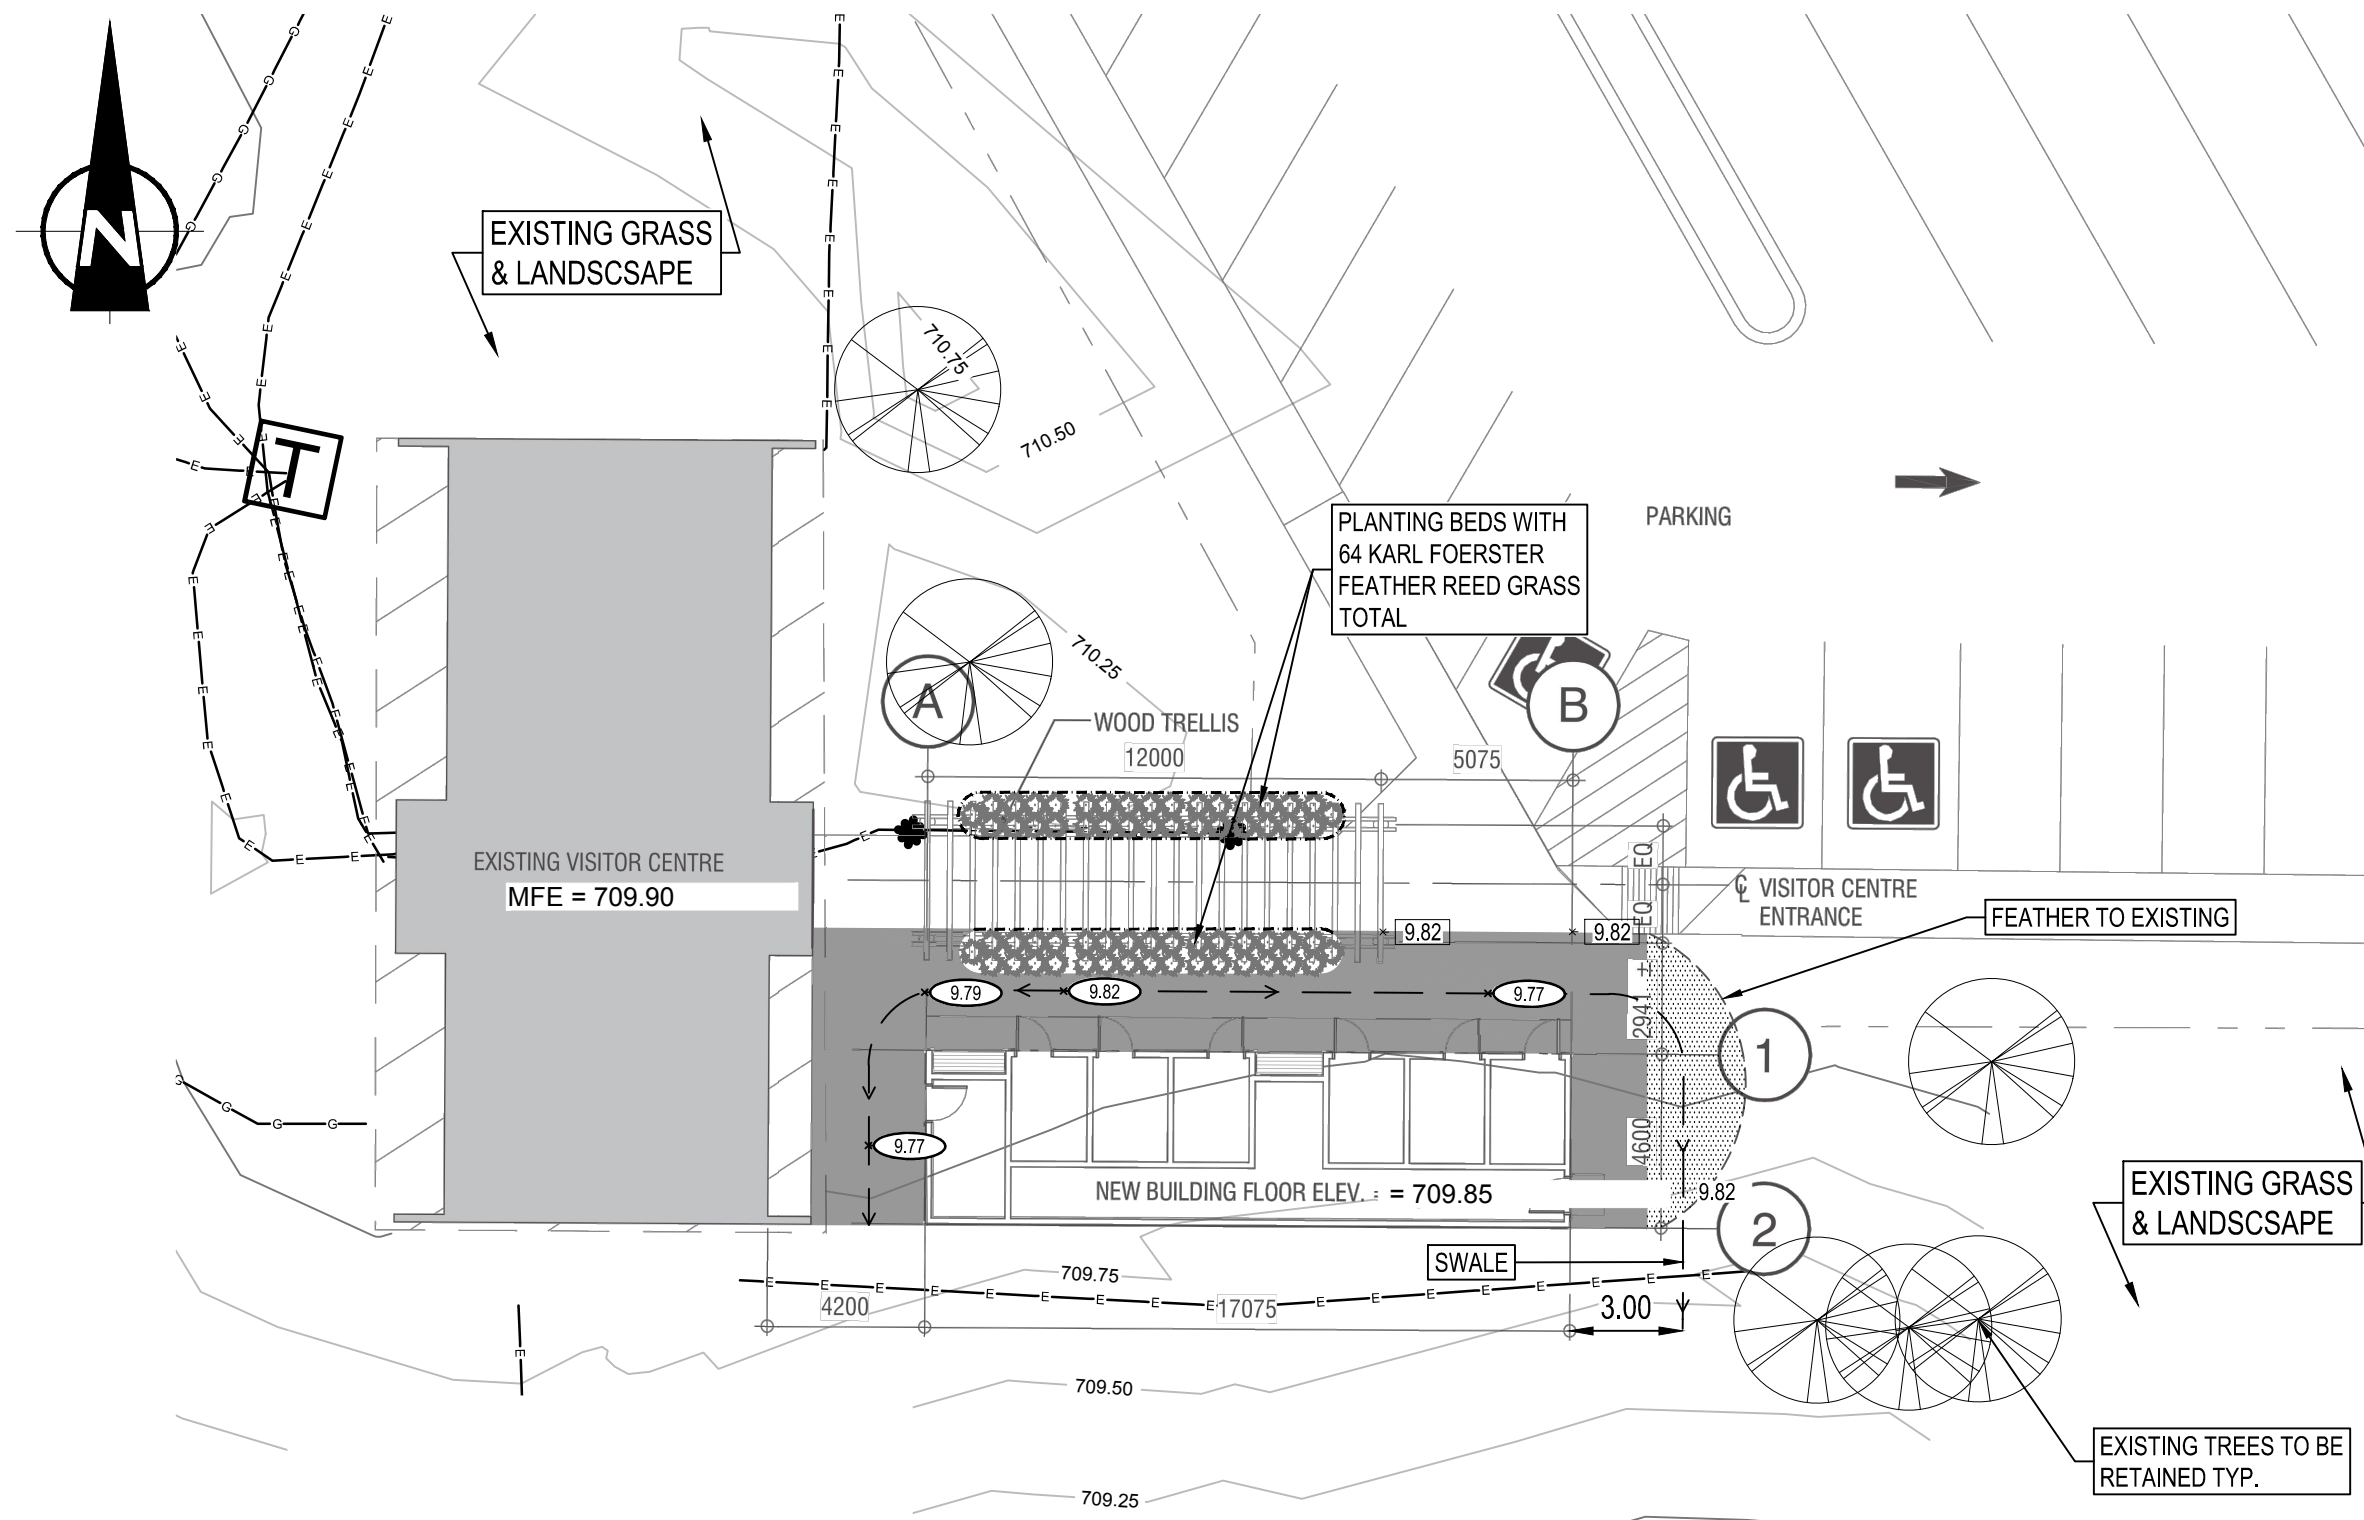 N
EXISTING GRASS
& LANDSCSAPE
710.75
710.50
T
PLANTING BEDS WITH
64 KARL FOERSTER
FEATHER REED GRASS
TOTAL
PARKING
710.25
A
B
WOOD TRELLIS
12000
5075
EXISTING VISITOR CENTRE
MFE = 709.90
EQ
EQ
℄ VISITOR CENTRE
ENTRANCE
FEATHER TO EXISTING
9.82
9.82
9.79
9.82
9.77
2941
1
9.77
4600
NEW BUILDING FLOOR ELEV. = 709.85
9.82
EXISTING GRASS
& LANDSCSAPE
2
SWALE
709.75
4200
17075
3.00
709.50
EXISTING TREES TO BE
RETAINED TYP.
709.25
E
G